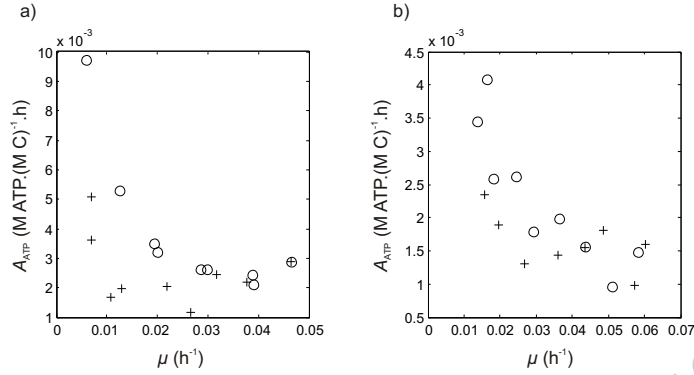 a)
x 10⁻³
10
9
8
7
6
5
4
3
2
1
0 0.01 0.02 0.03 0.04 0.05
A_ATP (M ATP.(M C)⁻¹.h)
μ (h⁻¹)
b)
x 10⁻³
4.5
4
3.5
3
2.5
2
1.5
1
0.5
0 0.01 0.02 0.03 0.04 0.05 0.06 0.07
A_ATP (M ATP.(M C)⁻¹.h)
μ (h⁻¹)